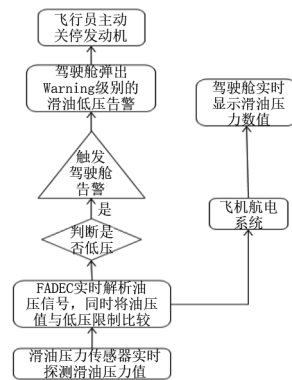 飞行员主动
关停发动机
驾驶舱弹出
Warning级别的
滑油低压告警
驾驶舱实时
显示滑油压
力数值
触发
驾驶舱
告警
是
飞机航电
系统
判断是
否低压
FADEC实时解析油
压信号，同时将油压
值与低压限制比较
滑油压力传感器实时
探测滑油压力值